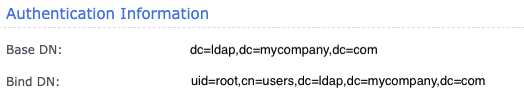 Authentication Information
Base DN: dc=ldap,dc=mycompany,dc=com
Bind DN: uid=root,cn=users,dc=ldap,dc=mycompany,dc=com